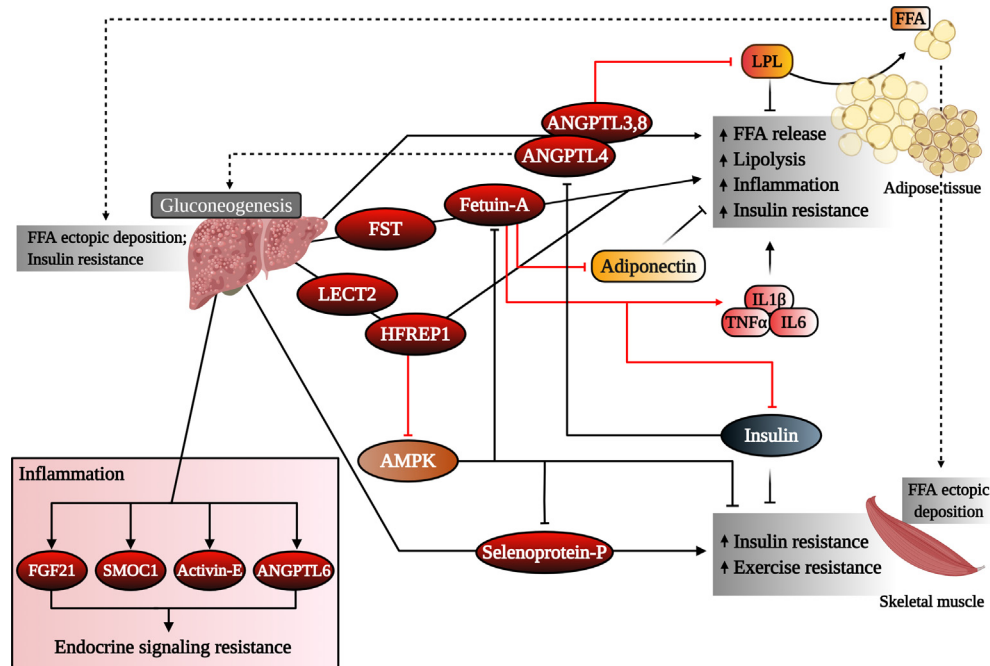 FFA
LPL
ANGPTL3,8
ANGPTL4
↑ FFA release
↑ Lipolysis
↑ Inflammation
↑ Insulin resistance
Adipose tissue
Gluconeogenesis
Fetuin-A
FST
FFA ectopic deposition;
Insulin resistance
Adiponectin
LECT2
IL1β
TNFα IL6
HFREP1
Insulin
AMPK
Inflammation
FFA ectopic
deposition
↑ Insulin resistance
↑ Exercise resistance
Selenoprotein-P
FGF21 SMOC1 Activin-E ANGPTL6
Skeletal muscle
Endocrine signaling resistance